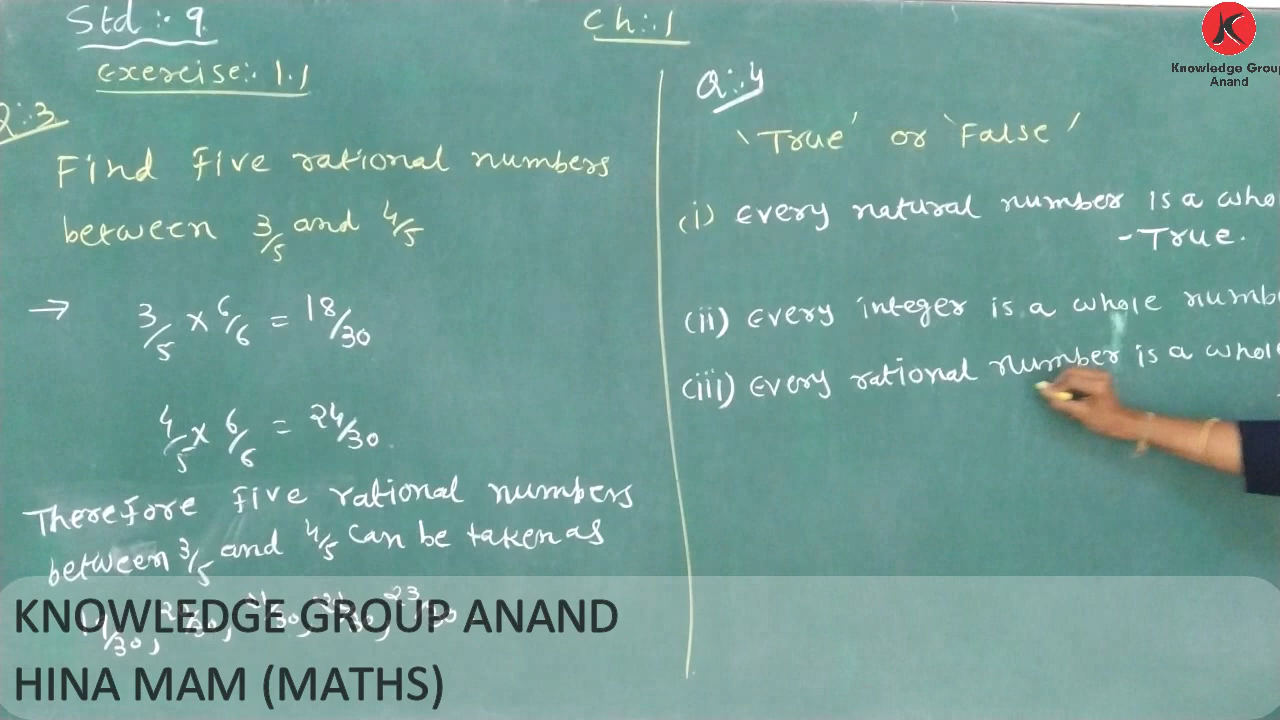 Std :- 9
Ch :- 1
Exercise:- 1.1
Q :- 3
Find five rational numbers
between 3/5 and 4/5
→ 3/5 × 6/6 = 18/30
4/5 × 6/6 = 24/30.
Therefore five rational numbers
between 3/5 and 4/5 can be taken as
Q :- 4
'True' or 'False'
(i) Every natural number is a who
- True.
(ii) Every integer is a whole numbe
(iii) Every rational number is a whole
Knowledge Group
Anand
KNOWLEDGE GROUP ANAND
HINA MAM (MATHS)